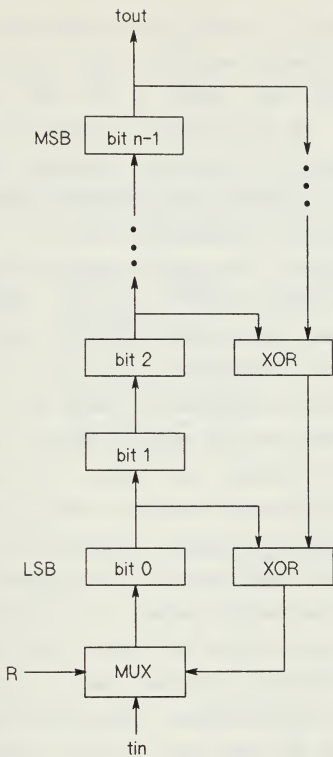 tout
MSB bit n-1
bit 2 XOR
bit 1
LSB bit 0 XOR
R MUX
tin